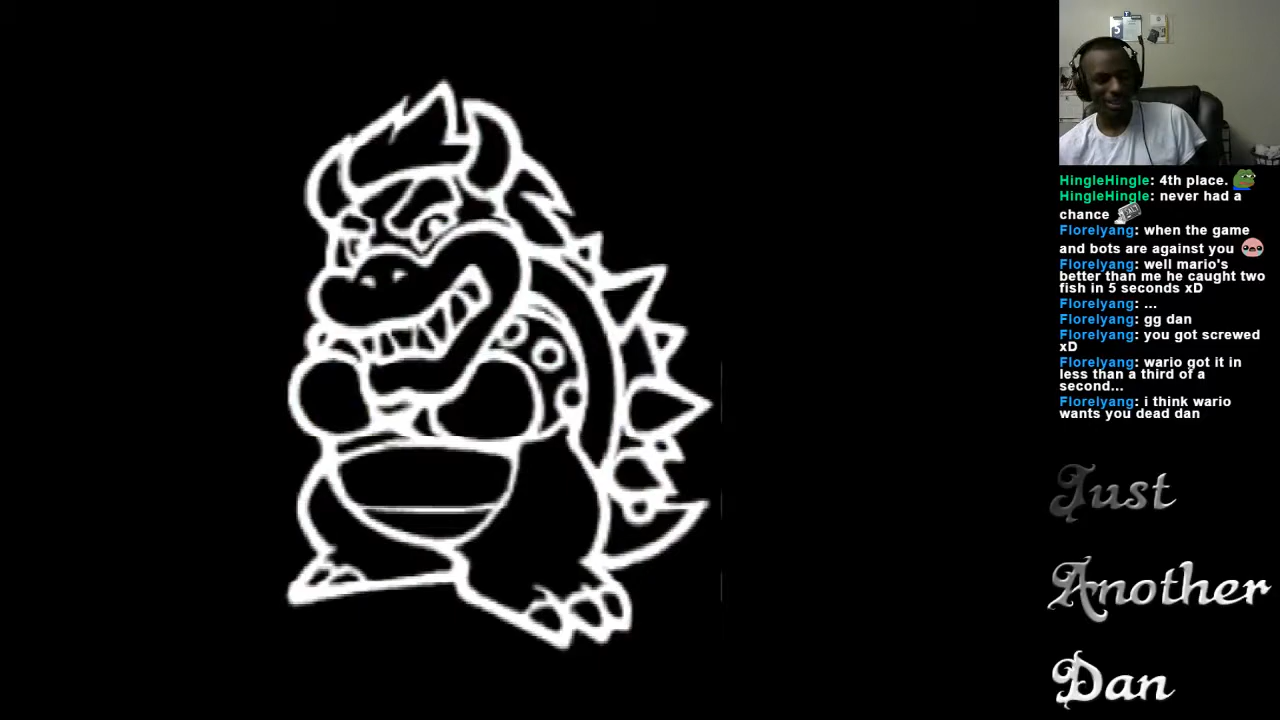 HingleHingle: 4th place.
HingleHingle: never had a
chance
Florelyang: when the game
and bots are against you
Florelyang: well mario's
better than me he caught two
fish in 5 seconds xD
Florelyang: ...
Florelyang: gg dan
Florelyang: you got screwed
xD
Florelyang: wario got it in
less than a third of a
second...
Florelyang: i think wario
wants you dead dan
Just
Another
Dan